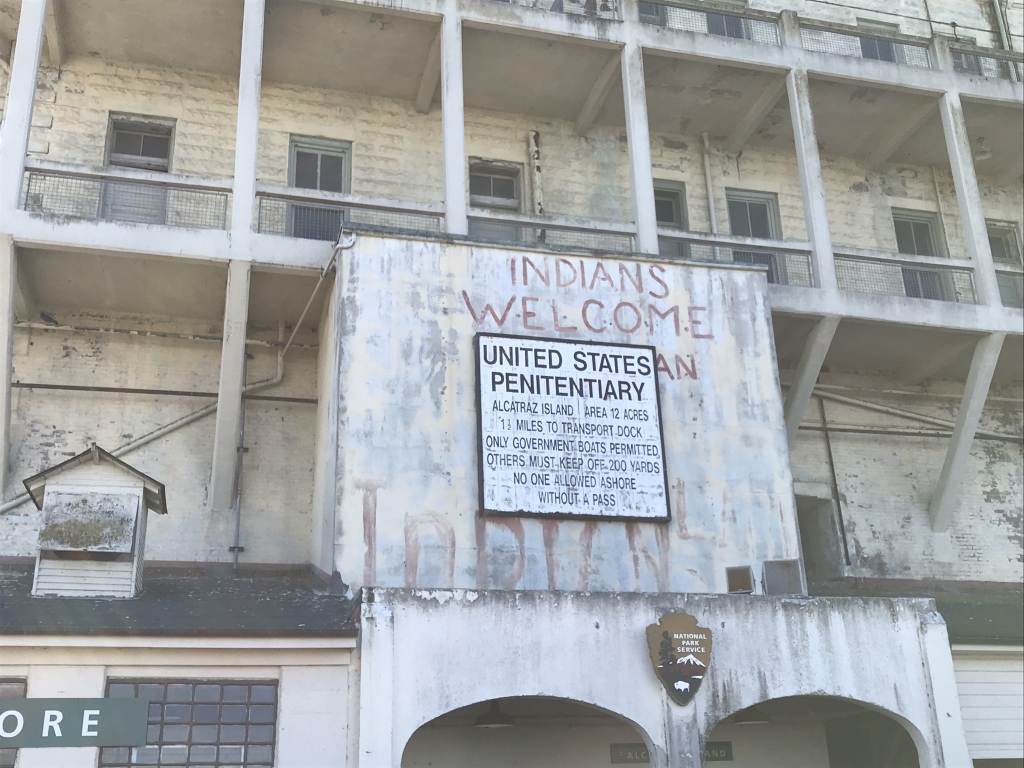 INDIANS
WELCOME
AN
UNITED STATES
PENITENTIARY
ALCATRAZ ISLAND AREA 12 ACRES
1½ MILES TO TRANSPORT DOCK
ONLY GOVERNMENT BOATS PERMITTED
OTHERS MUST KEEP OFF 200 YARDS
NO ONE ALLOWED ASHORE
WITHOUT A PASS
NATIONAL
PARK
SERVICE
ORE